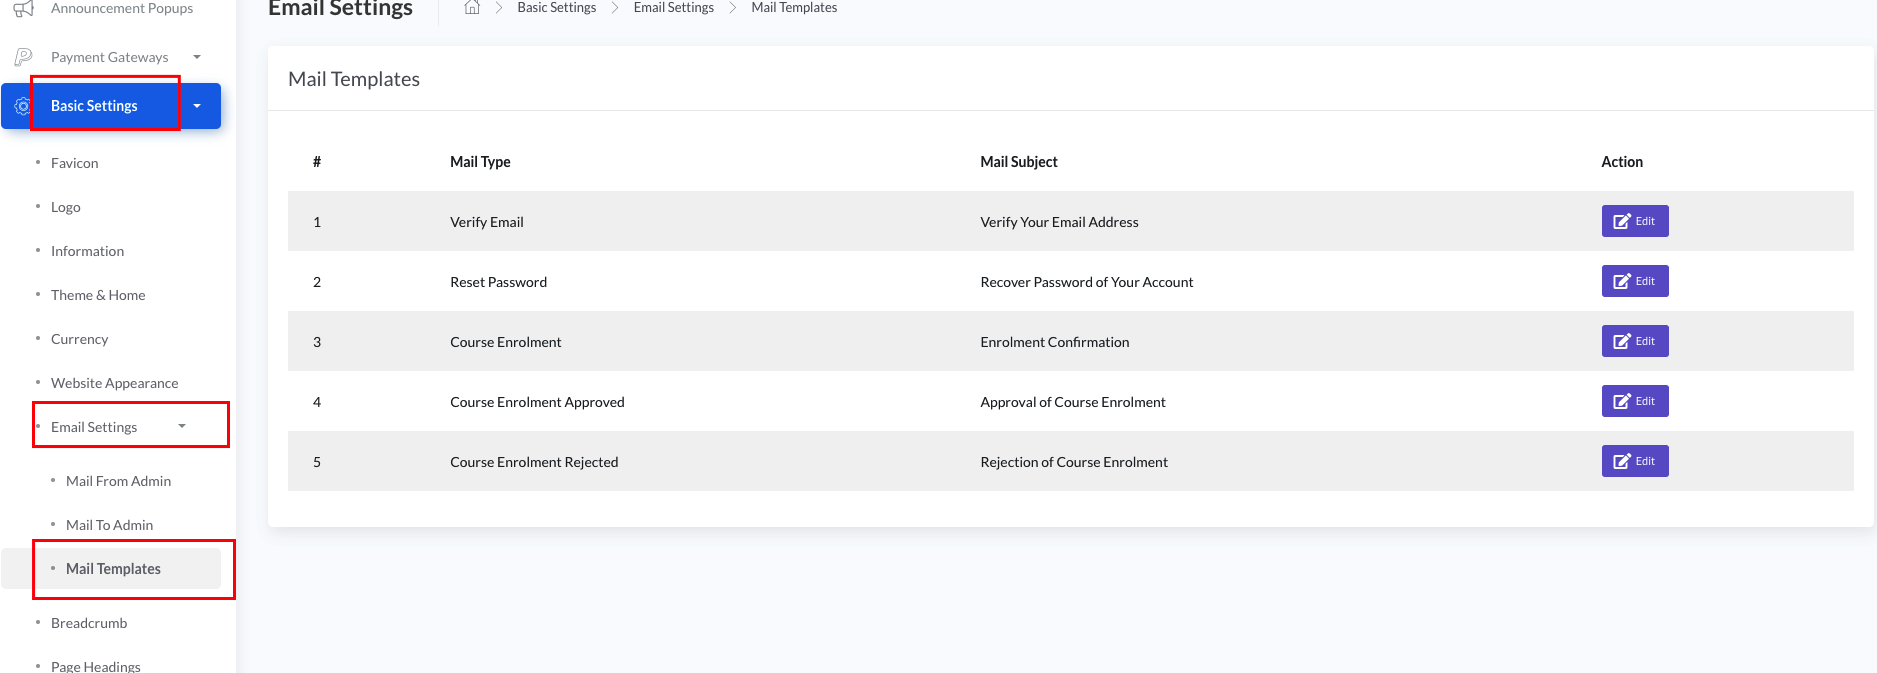 Announcement Popups
Payment Gateways
Basic Settings
Favicon
Logo
Information
Theme & Home
Currency
Website Appearance
Email Settings
Mail From Admin
Mail To Admin
Mail Templates
Breadcrumb
Page Headings
Email Settings Basic Settings Email Settings Mail Templates
Mail Templates
# Mail Type Mail Subject Action
1 Verify Email Verify Your Email Address Edit
2 Reset Password Recover Password of Your Account Edit
3 Course Enrolment Enrolment Confirmation Edit
4 Course Enrolment Approved Approval of Course Enrolment Edit
5 Course Enrolment Rejected Rejection of Course Enrolment Edit